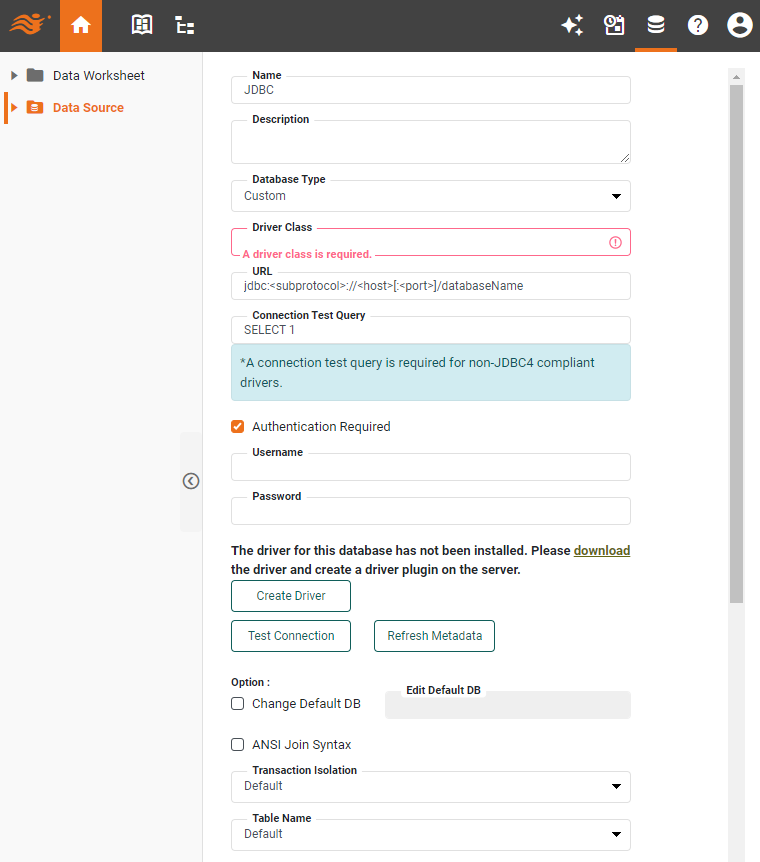 Data Worksheet
Data Source
Name
JDBC
Description
Database Type
Custom
Driver Class
A driver class is required.
URL
jdbc:<subprotocol>://<host>[:<port>]/databaseName
Connection Test Query
SELECT 1
*A connection test query is required for non-JDBC4 compliant
drivers.
Authentication Required
Username
Password
The driver for this database has not been installed. Please download
the driver and create a driver plugin on the server.
Create Driver
Test Connection
Refresh Metadata
Option :
Change Default DB
Edit Default DB
ANSI Join Syntax
Transaction Isolation
Default
Table Name
Default